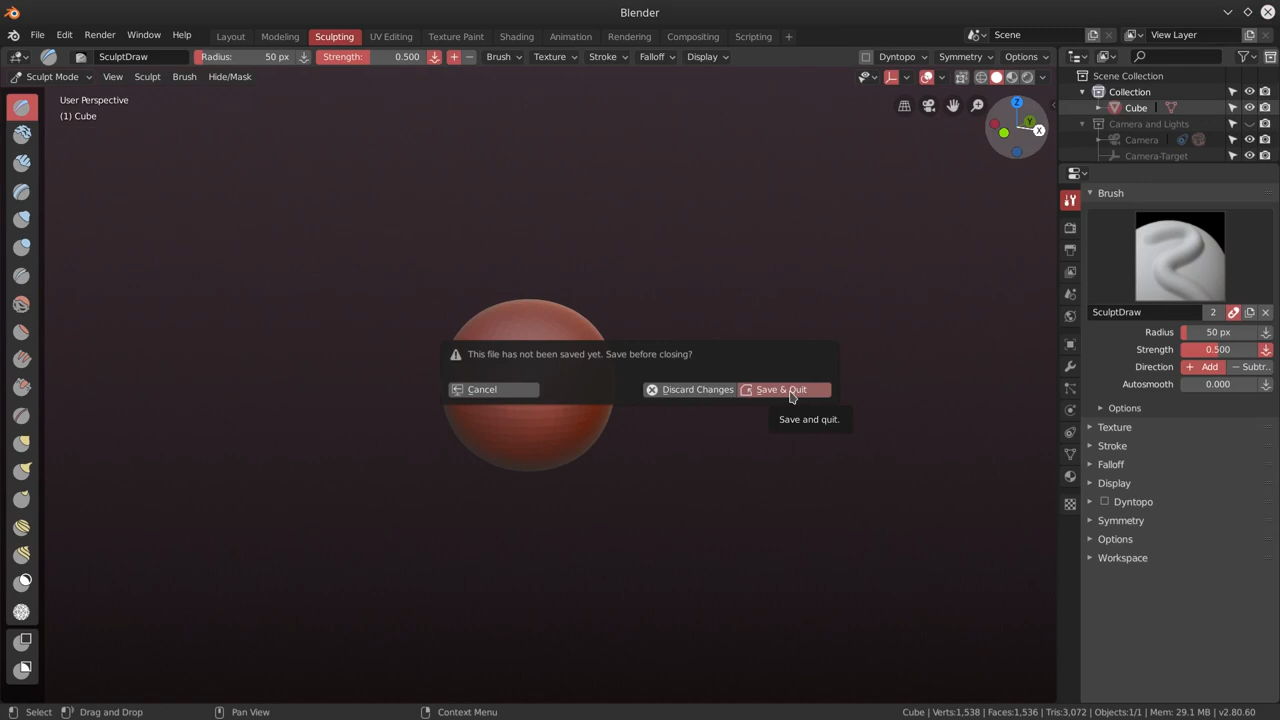 Blender
File Edit Render Window Help Layout Modeling Sculpting UV Editing Texture Paint Shading Animation Rendering Compositing Scripting + Scene View Layer
SculptDraw Radius: 50 px Strength: 0.500 Brush Texture Stroke Falloff Display Dyntopo Symmetry Options
Sculpt Mode View Sculpt Brush Hide/Mask
User Perspective
(1) Cube
Z
Y
X
Scene Collection
Collection
Cube
Camera and Lights
Camera
Camera-Target
Brush
SculptDraw 2
Radius 50 px
Strength 0.500
Direction + Add − Subtr..
Autosmooth 0.000
Options
Texture
Stroke
Falloff
Display
Dyntopo
Symmetry
Options
Workspace
This file has not been saved yet. Save before closing?
Cancel Discard Changes Save & Quit
Save and quit.
Select Drag and Drop Pan View Context Menu Cube | Verts:1,538 | Faces:1,536 | Tris:3,072 | Objects:1/1 | Mem: 29.1 MB | v2.80.60